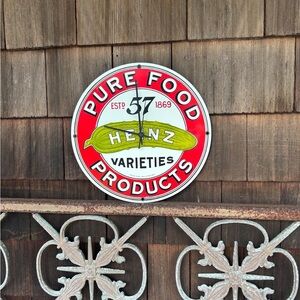 PURE FOOD
ESTD 57 1869
HEINZ
VARIETIES
PRODUCTS